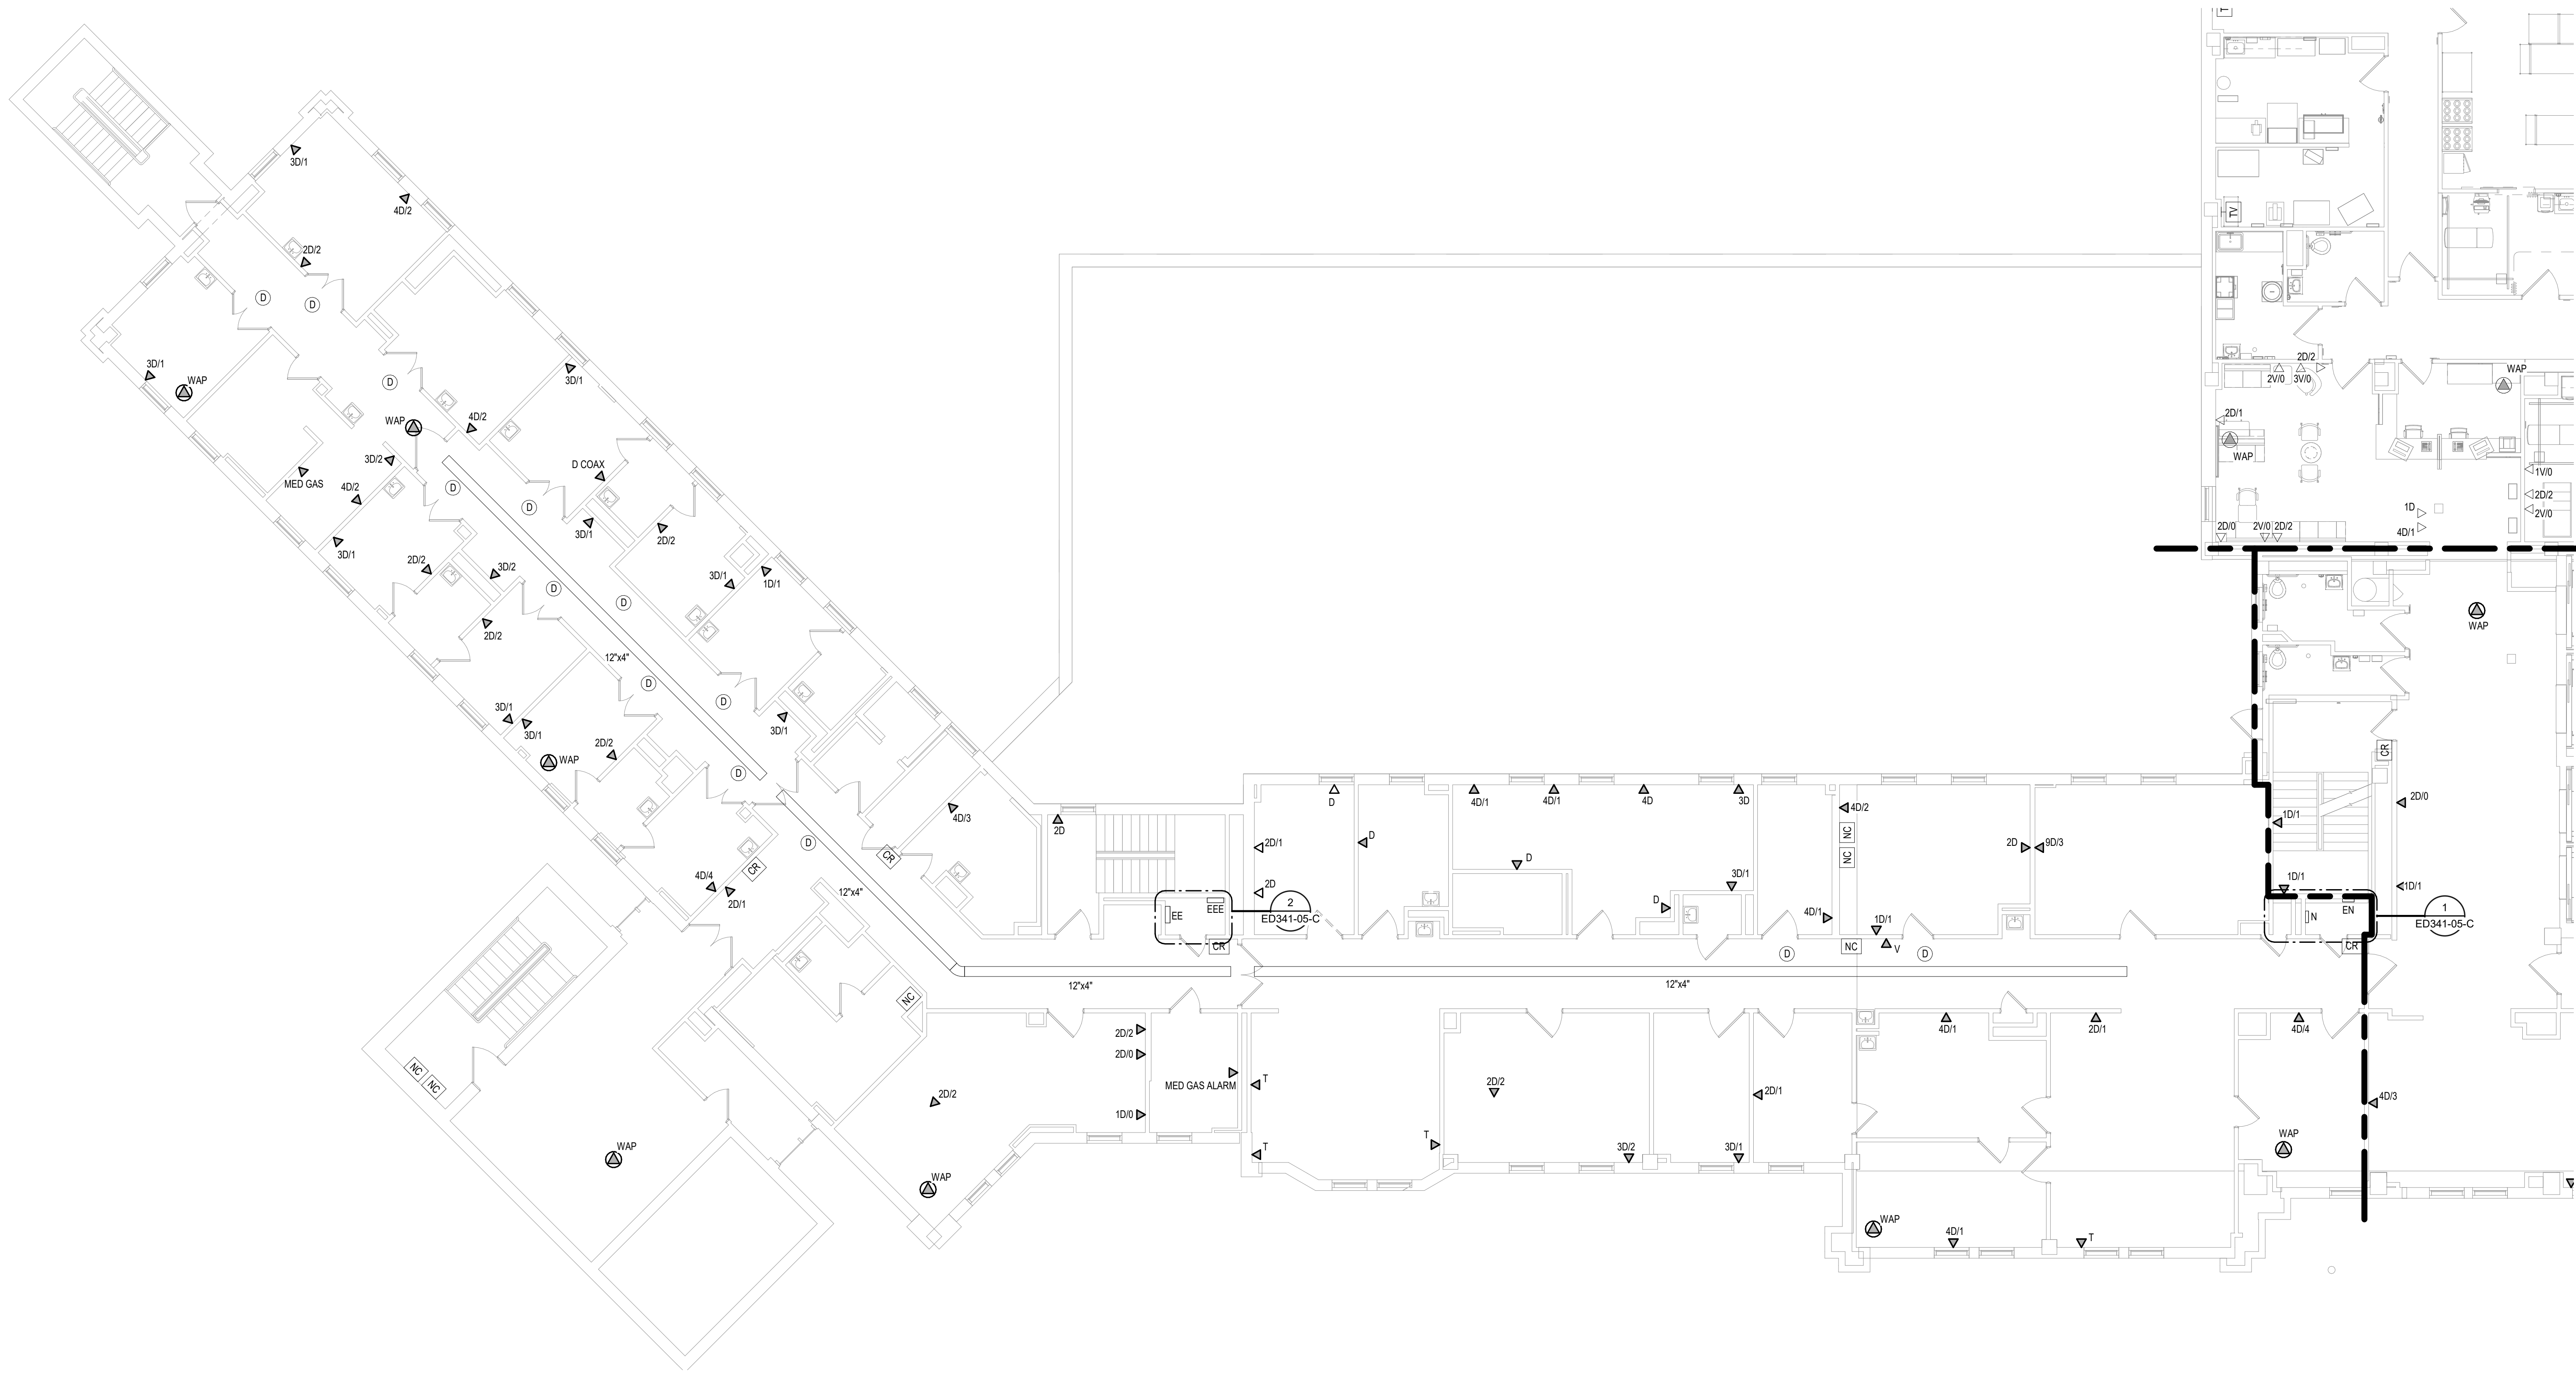 T
3D/1
4D/2
TV
2D/2
D
D
2D/2
3D/1
WAP
3D/1
D
2V/0
3V/0
WAP
4D/2
WAP
2D/1
WAP
3D/2
D COAX
MED GAS
4D/2
D
D
1V/0
2D/2
2V/0
1D
4D/1
3D/1
3D/1
2D/2
2D/0
2V/0
2D/2
2D/2
3D/2
3D/1
1D/1
D
D
2D/2
WAP
12"x4"
D
D
3D/1
3D/1
3D/1
2D/2
WAP
CR
D
D
4D/1
4D/1
4D
3D
4D/2
2D/0
4D/3
2D
1D/1
NC
D
2D/1
D
2D
9D/3
CR
NC
D
CR
4D/4
2D/1
12"x4"
2D
3D/1
1D/1
1D/1
EE
EEE
2
ED341-05-C
D
4D/1
1D/1
N
EN
1
ED341-05-C
CR
NC
V
CR
D
D
12"x4"
12"x4"
NC
2D/2
4D/1
2D/1
4D/4
2D/0
NC
NC
MED GAS ALARM
T
2D/2
2D/1
4D/3
2D/2
1D/0
T
WAP
WAP
T
3D/2
3D/1
WAP
WAP
4D/1
T